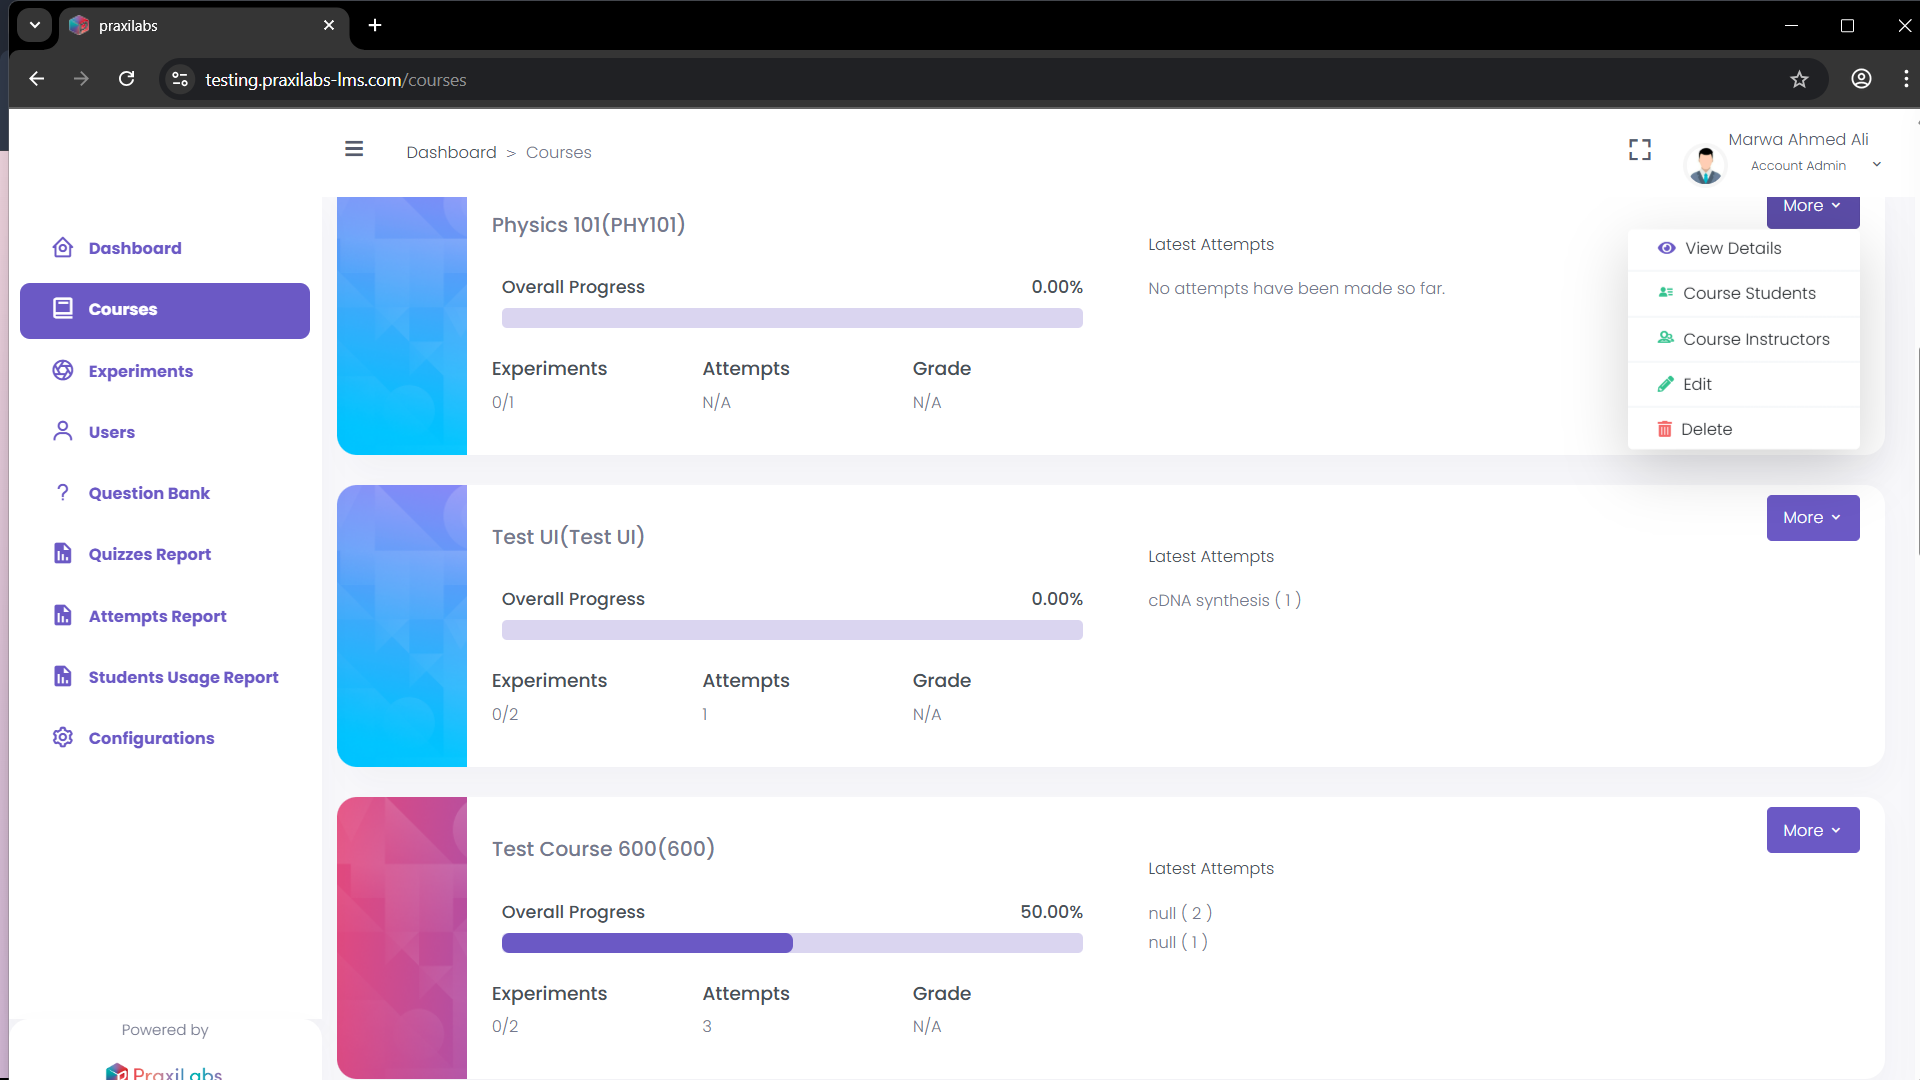 praxilabs
testing.praxilabs-lms.com/courses
Dashboard > Courses
Marwa Ahmed Ali
Account Admin
Dashboard
Courses
Experiments
Users
Question Bank
Quizzes Report
Attempts Report
Students Usage Report
Configurations
Powered by
PraxiLabs
Physics 101(PHY101)
More
Overall Progress 0.00%
Latest Attempts
No attempts have been made so far.
Experiments Attempts Grade
0/1 N/A N/A
View Details
Course Students
Course Instructors
Edit
Delete
Test UI(Test UI)
More
Overall Progress 0.00%
Latest Attempts
cDNA synthesis ( 1 )
Experiments Attempts Grade
0/2 1 N/A
Test Course 600(600)
More
Overall Progress 50.00%
Latest Attempts
null ( 2 )
null ( 1 )
Experiments Attempts Grade
0/2 3 N/A